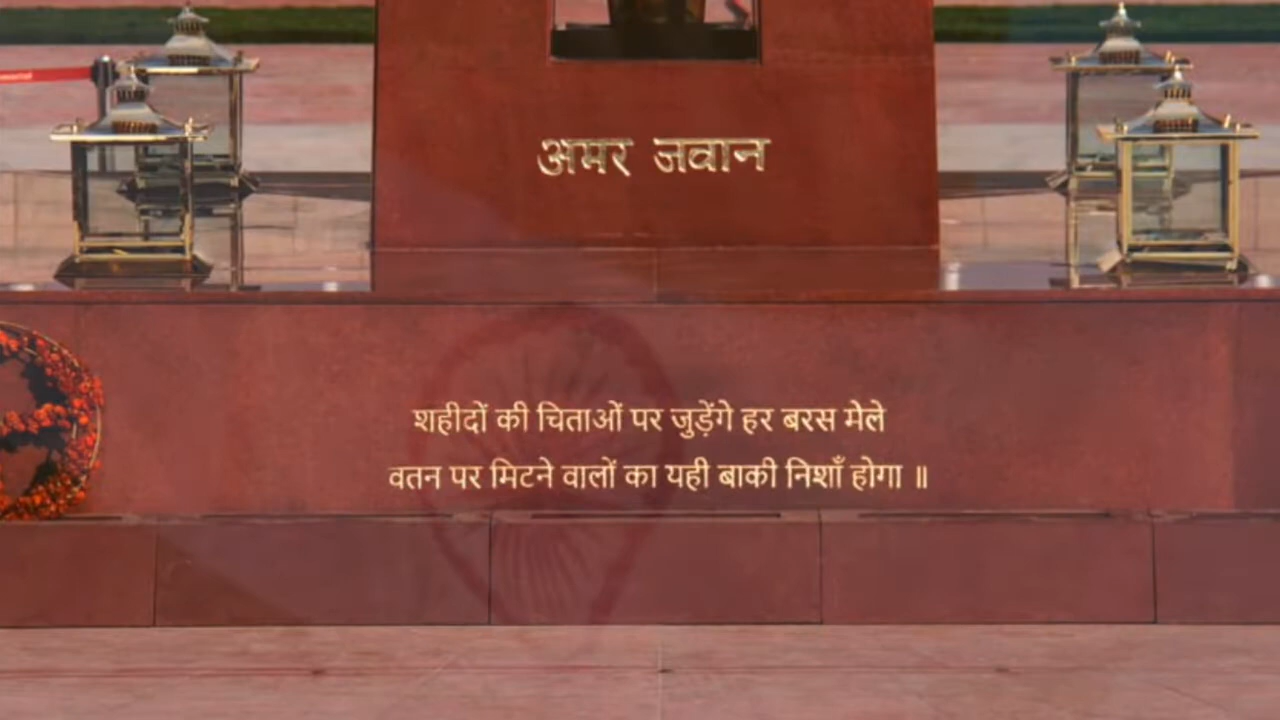 अमर जवान
शहीदों की चिताओं पर जुड़ेंगे हर बरस मेले
वतन पर मिटने वालों का यही बाकी निशाँ होगा ॥